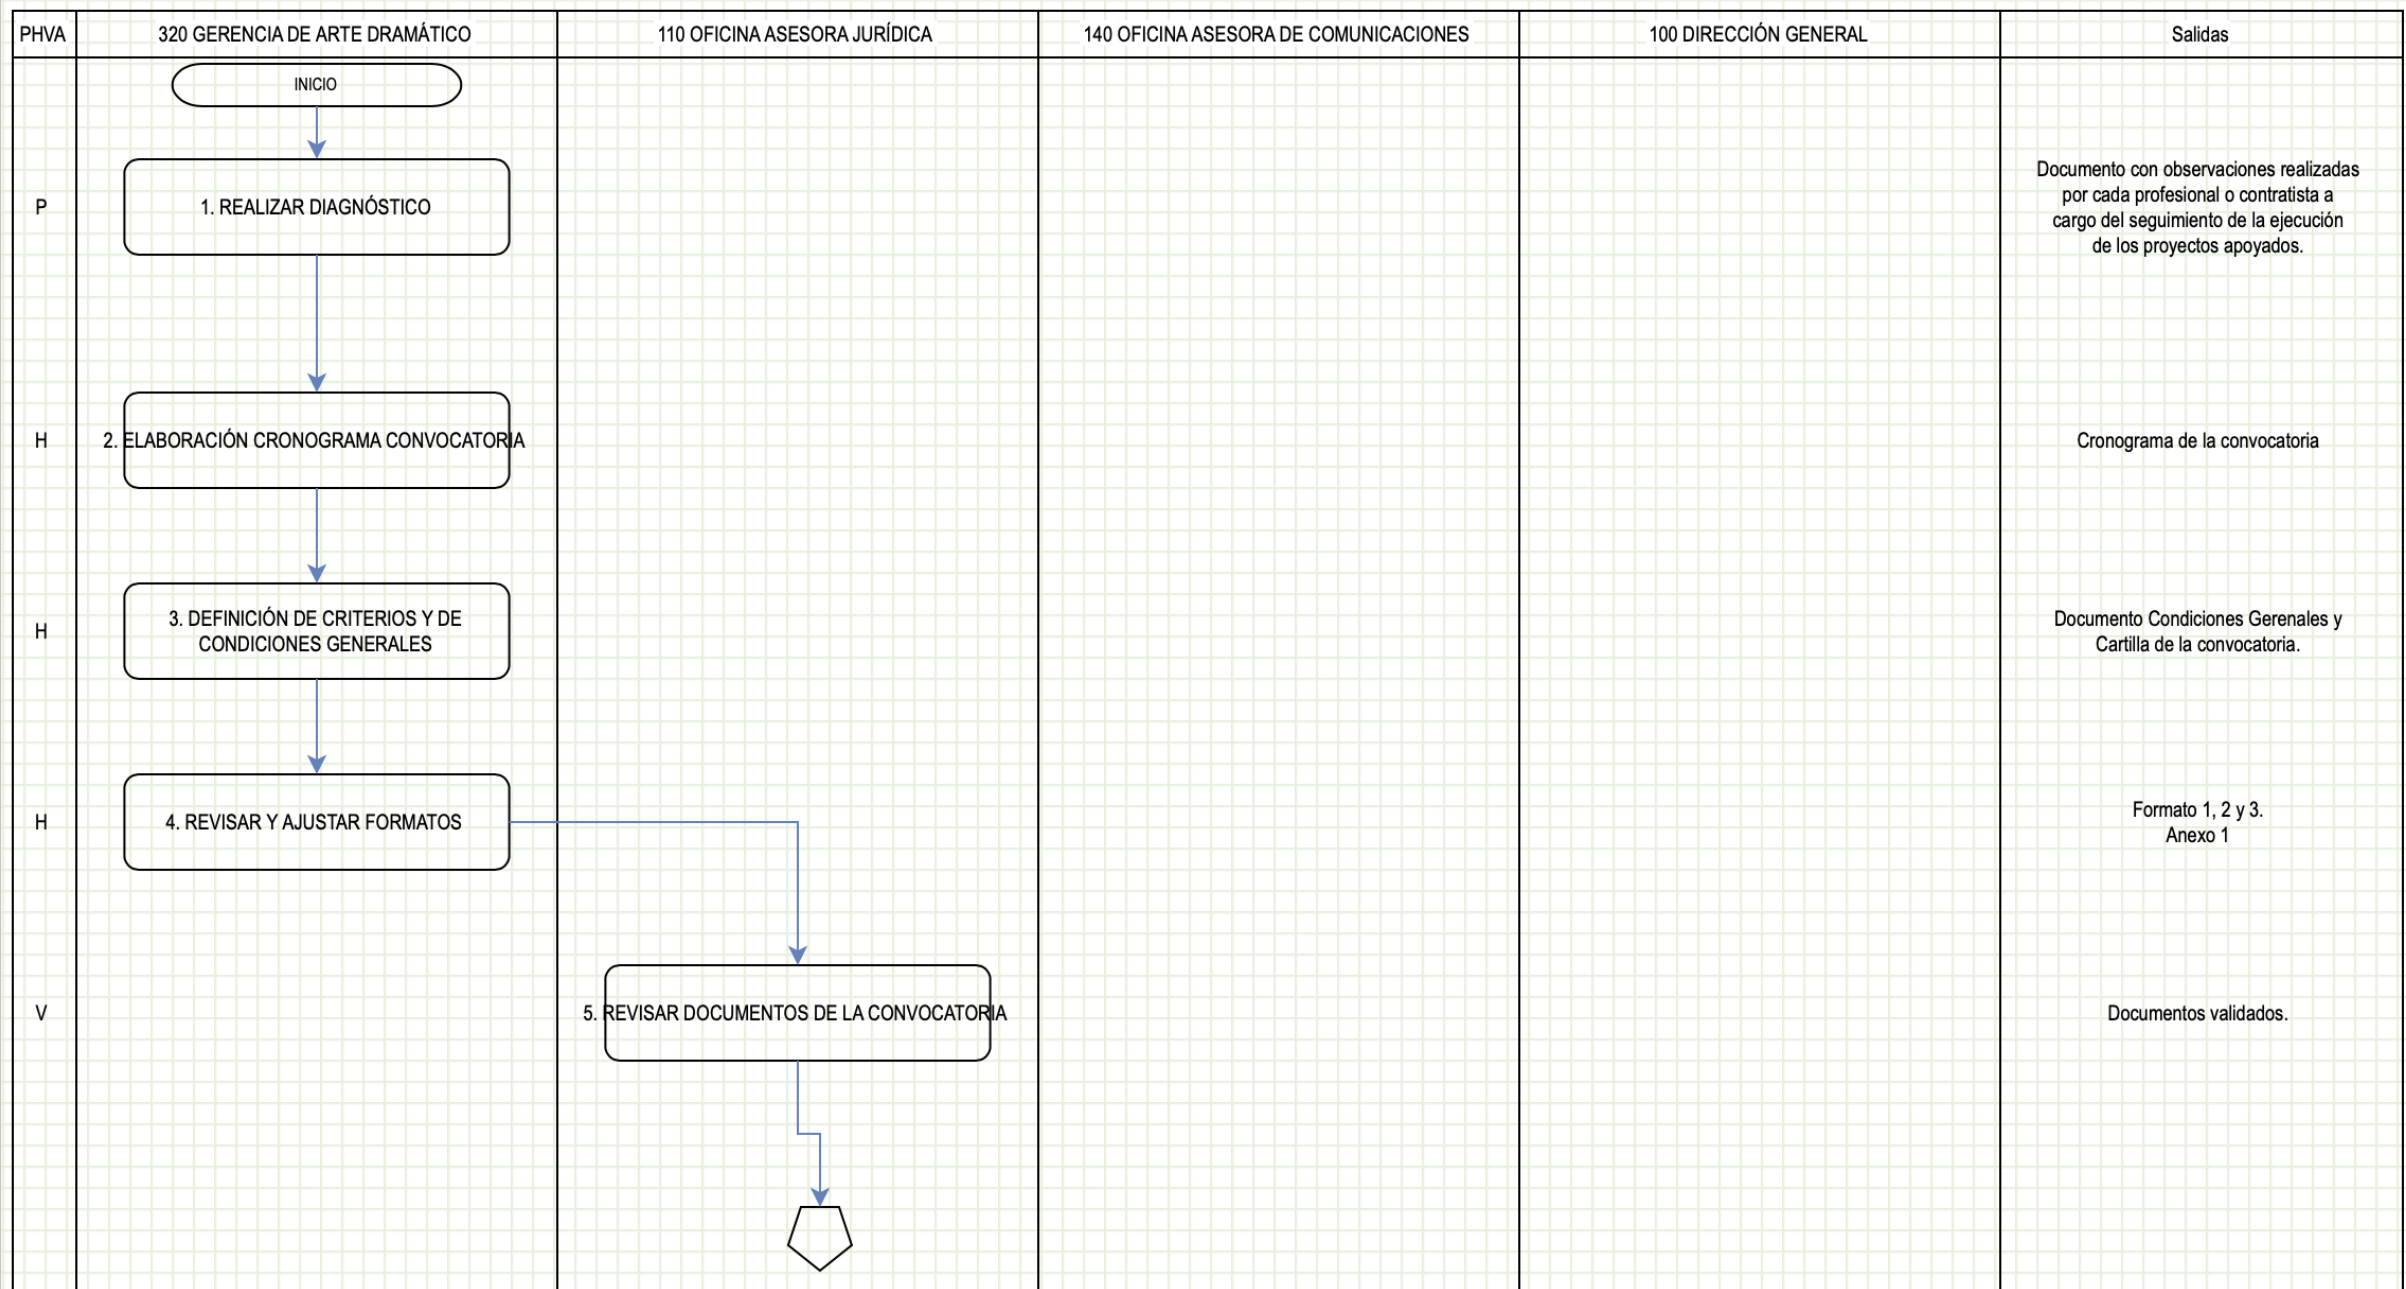 PHVA
320 GERENCIA DE ARTE DRAMÁTICO
110 OFICINA ASESORA JURÍDICA
140 OFICINA ASESORA DE COMUNICACIONES
100 DIRECCIÓN GENERAL
Salidas
INICIO
P
1. REALIZAR DIAGNÓSTICO
Documento con observaciones realizadas
por cada profesional o contratista a
cargo del seguimiento de la ejecución
de los proyectos apoyados.
H
2. ELABORACIÓN CRONOGRAMA CONVOCATORIA
Cronograma de la convocatoria
H
3. DEFINICIÓN DE CRITERIOS Y DE
CONDICIONES GENERALES
Documento Condiciones Gerenales y
Cartilla de la convocatoria.
H
4. REVISAR Y AJUSTAR FORMATOS
Formato 1, 2 y 3.
Anexo 1
V
5. REVISAR DOCUMENTOS DE LA CONVOCATORIA
Documentos validados.